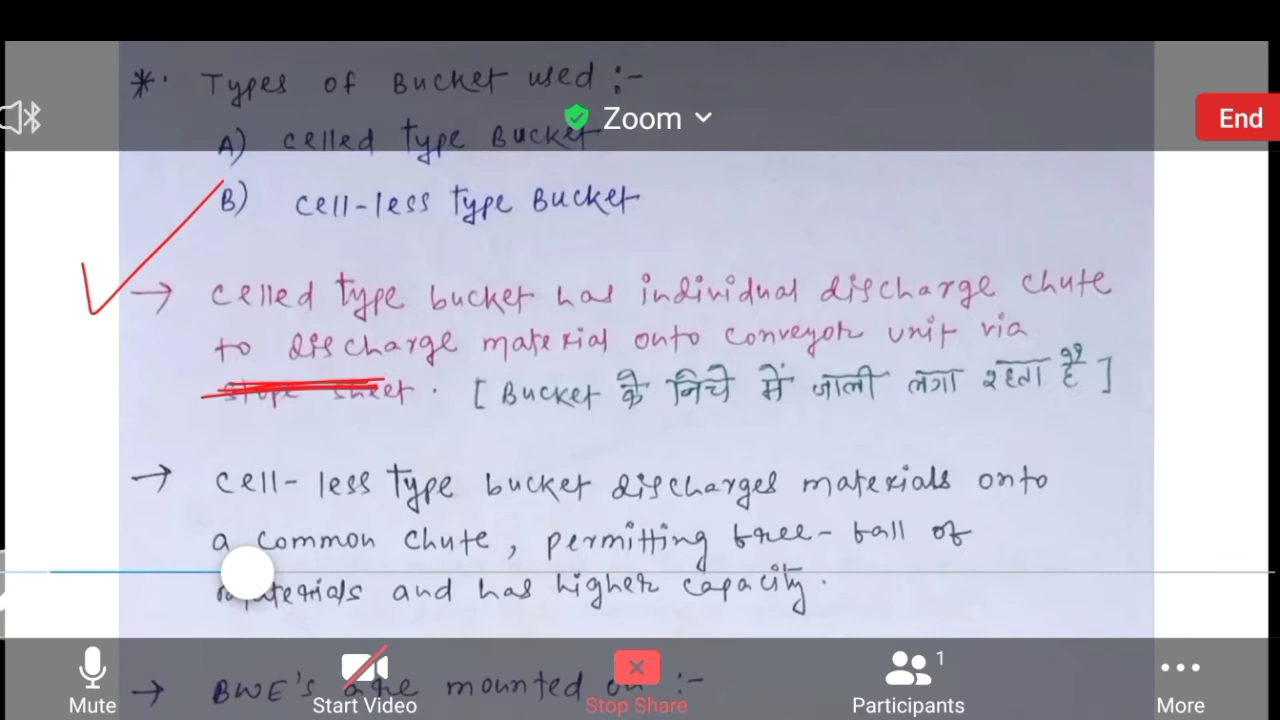 *. Types of Bucket used :-
Zoom
End
A) celled type Bucket
B) cell-less type Bucket
→ celled type bucket has individual discharge chute
to discharge material onto conveyor unit via
slope sheet. [ Bucket के निचे में जाली लगा रहता है ]
→ cell-less type bucket discharges materials onto
a common chute, permitting free-fall of
materials and has higher capacity.
→ BWE's are mounted on :-
1
Mute
Start Video
Stop Share
Participants
More